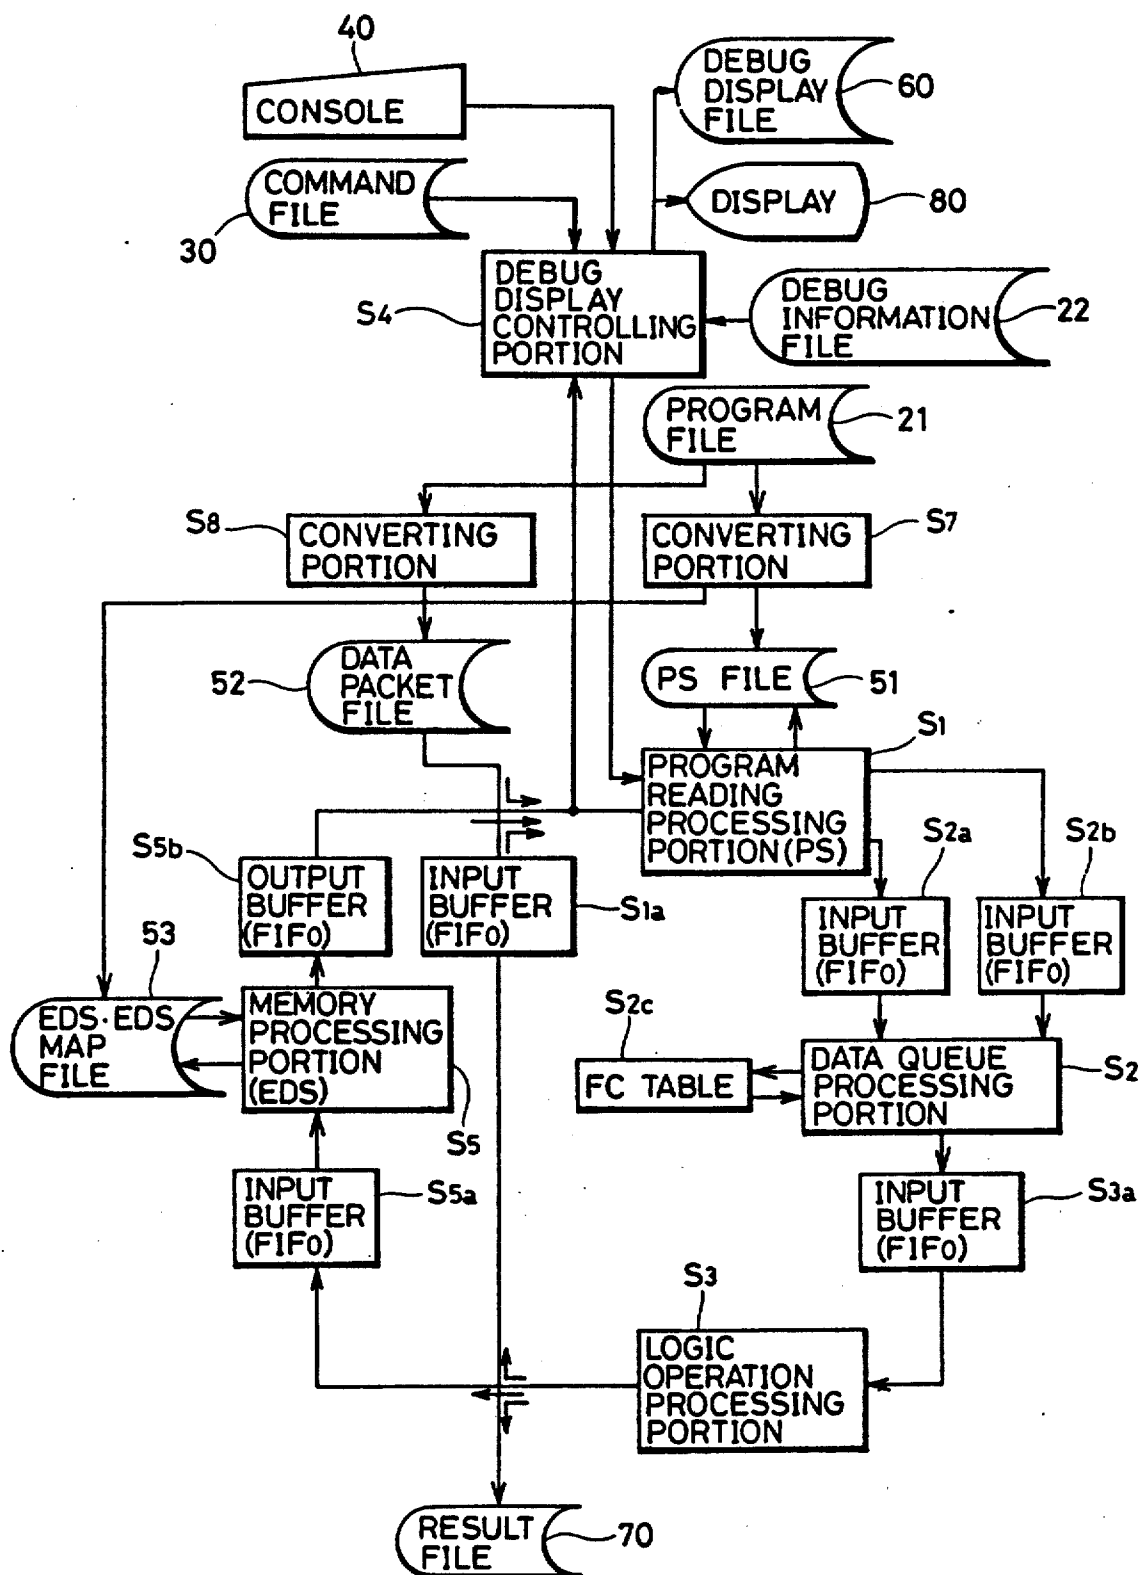 40
CONSOLE
COMMAND
FILE
30
DEBUG
DISPLAY
FILE
60
DISPLAY
80
S4
DEBUG
DISPLAY
CONTROLLING
PORTION
DEBUG
INFORMATION
FILE
22
PROGRAM
FILE
21
S8
CONVERTING
PORTION
S7
CONVERTING
PORTION
52
DATA
PACKET
FILE
PS FILE
51
S1
PROGRAM
READING
PROCESSING
PORTION(PS)
S5b
OUTPUT
BUFFER
(FIFO)
INPUT
BUFFER
(FIFO)
S1a
S2a
INPUT
BUFFER
(FIFO)
S2b
INPUT
BUFFER
(FIFO)
53
EDS·EDS
MAP
FILE
MEMORY
PROCESSING
PORTION
(EDS)
S5
S2c
FC TABLE
DATA QUEUE
PROCESSING
PORTION
S2
INPUT
BUFFER
(FIFO)
S5a
INPUT
BUFFER
(FIFO)
S3a
S3
LOGIC
OPERATION
PROCESSING
PORTION
RESULT
FILE
70